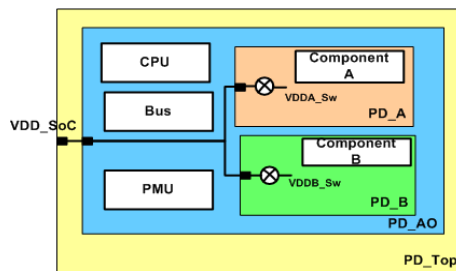 CPU
Component
A
VDDA_Sw
Bus
PD_A
VDD_SoC
Component
B
PMU
VDDB_Sw
PD_B
PD_AO
PD_Top